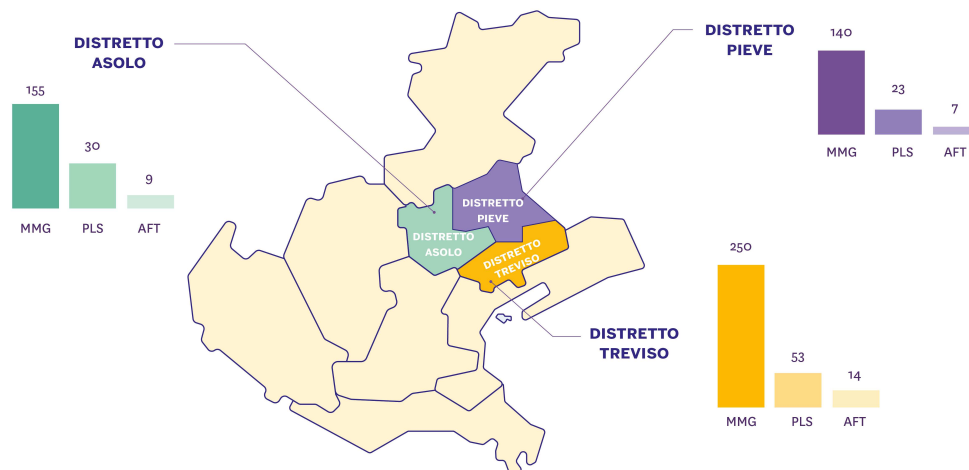 DISTRETTO
ASOLO
155
30
9
MMG
PLS
AFT
DISTRETTO
PIEVE
140
23
7
MMG
PLS
AFT
DISTRETTO
PIEVE
DISTRETTO
ASOLO
DISTRETTO
TREVISO
DISTRETTO
TREVISO
250
53
14
MMG
PLS
AFT